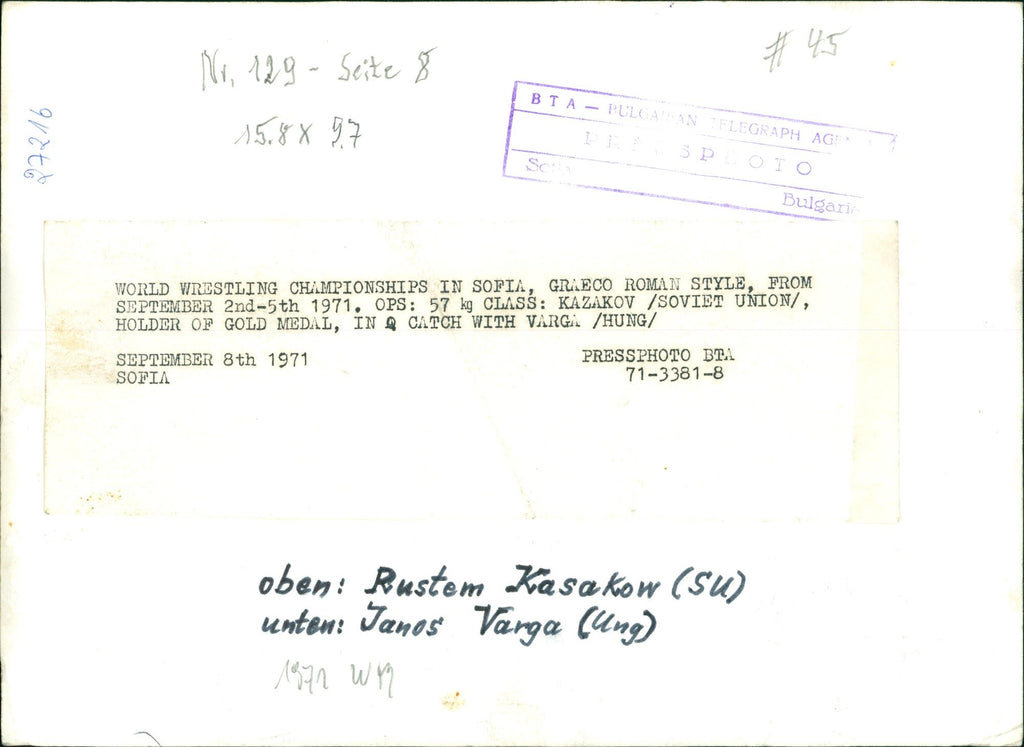 Nr. 129 - Seite 8
# 45
15.8 X 9.7
27216
BTA — BULGARIAN TELEGRAPH AGENCY
PRESSPHOTO
Sofia
Bulgaria
WORLD WRESTLING CHAMPIONSHIPS IN SOFIA, GRAECO ROMAN STYLE, FROM
SEPTEMBER 2nd-5th 1971. OPS: 57 kg CLASS: KAZAKOV /SOVIET UNION/,
HOLDER OF GOLD MEDAL, IN A CATCH WITH VARGA /HUNG/
SEPTEMBER 8th 1971
PRESSPHOTO BTA
SOFIA
71-3381-8
oben: Rustem Kasakow (SU)
unten: Janos Varga (Ung)
1971 WM